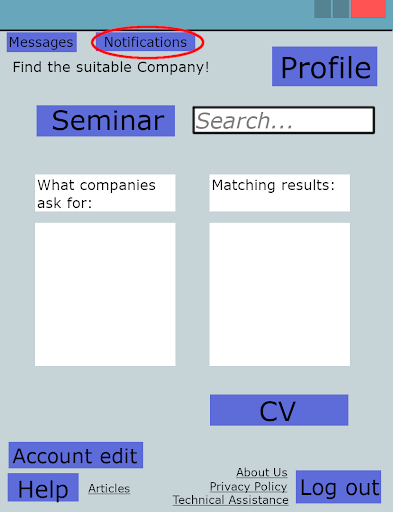 Messages
Notifications
Find the suitable Company!
Profile
Seminar
Search...
What companies
ask for:
Matching results:
CV
Account edit
Help
Articles
About Us
Privacy Policy
Technical Assistance
Log out